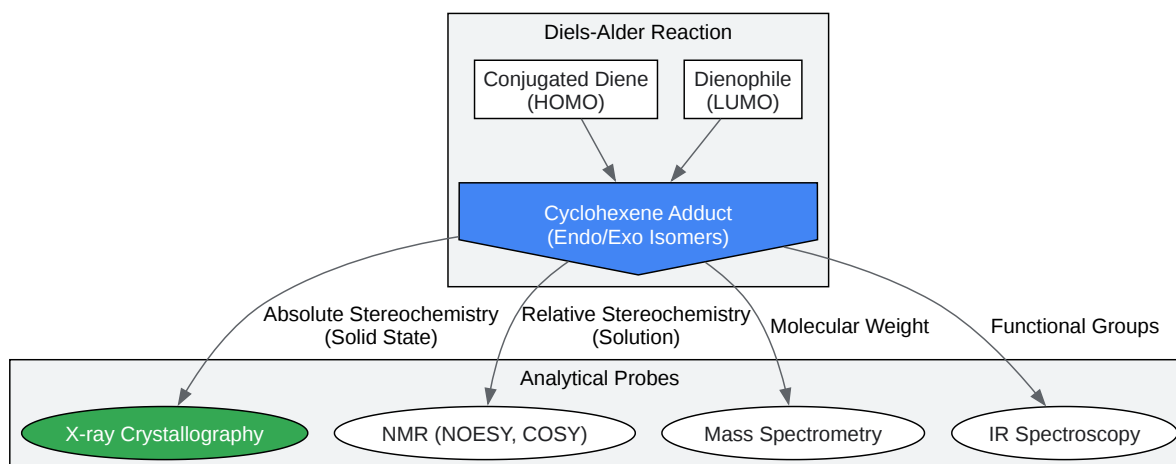 Diels-Alder Reaction
Conjugated Diene
(HOMO)
Dienophile
(LUMO)
Cyclohexene Adduct
(Endo/Exo Isomers)
Absolute Stereochemistry
(Solid State)
Relative Stereochemistry
(Solution)
Molecular Weight
Functional Groups
Analytical Probes
X-ray Crystallography
NMR (NOESY, COSY)
Mass Spectrometry
IR Spectroscopy